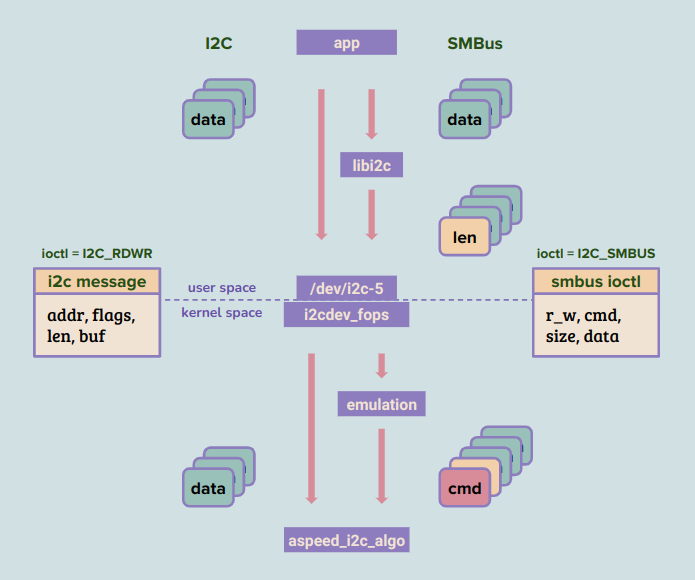 I2C
app
SMBus
data
data
libi2c
len
ioctl = I2C_RDWR
ioctl = I2C_SMBUS
i2c message
addr, flags,
len, buf
user space
kernel space
/dev/i2c-5
i2cdev_fops
smbus ioctl
r_w, cmd,
size, data
emulation
data
cmd
aspeed_i2c_algo